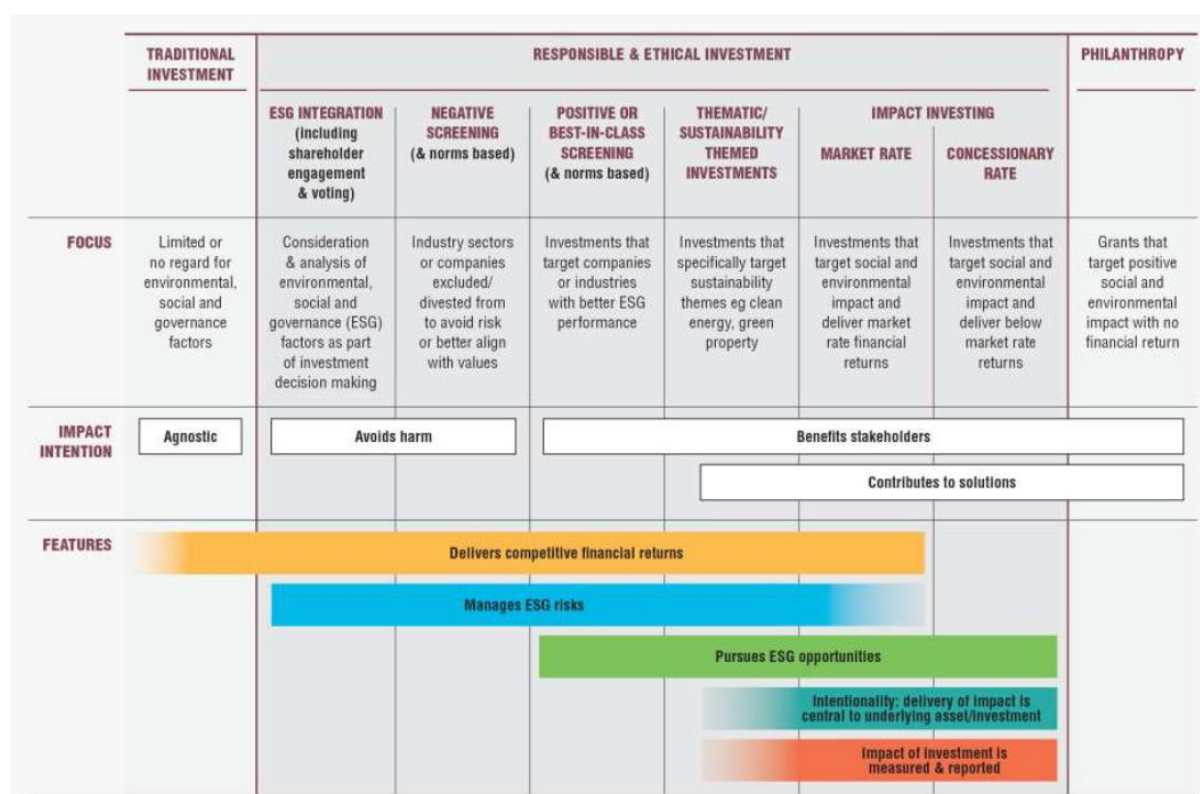 TRADITIONAL
INVESTMENT
RESPONSIBLE & ETHICAL INVESTMENT
PHILANTHROPY
ESG INTEGRATION
(including
shareholder
engagement
& voting)
NEGATIVE
SCREENING
(& norms based)
POSITIVE OR
BEST-IN-CLASS
SCREENING
(& norms based)
THEMATIC/
SUSTAINABILITY
THEMED
INVESTMENTS
IMPACT INVESTING
MARKET RATE
CONCESSIONARY
RATE
FOCUS
Limited or
no regard for
environmental,
social and
governance
factors
Consideration
& analysis of
environmental,
social and
governance (ESG)
factors as part
of investment
decision making
Industry sectors
or companies
excluded/
divested from
to avoid risk
or better align
with values
Investments that
target companies
or industries
with better ESG
performance
Investments that
specifically target
sustainability
themes eg clean
energy, green
property
Investments that
target social and
environmental
impact and
deliver market
rate financial
returns
Investments that
target social and
environmental
impact and
deliver below
market rate
returns
Grants that
target positive
social and
environmental
impact with no
financial return
IMPACT
INTENTION
Agnostic
Avoids harm
Benefits stakeholders
Contributes to solutions
FEATURES
Delivers competitive financial returns
Manages ESG risks
Pursues ESG opportunities
Intentionality: delivery of impact is
central to underlying asset/investment
Impact of investment is
measured & reported